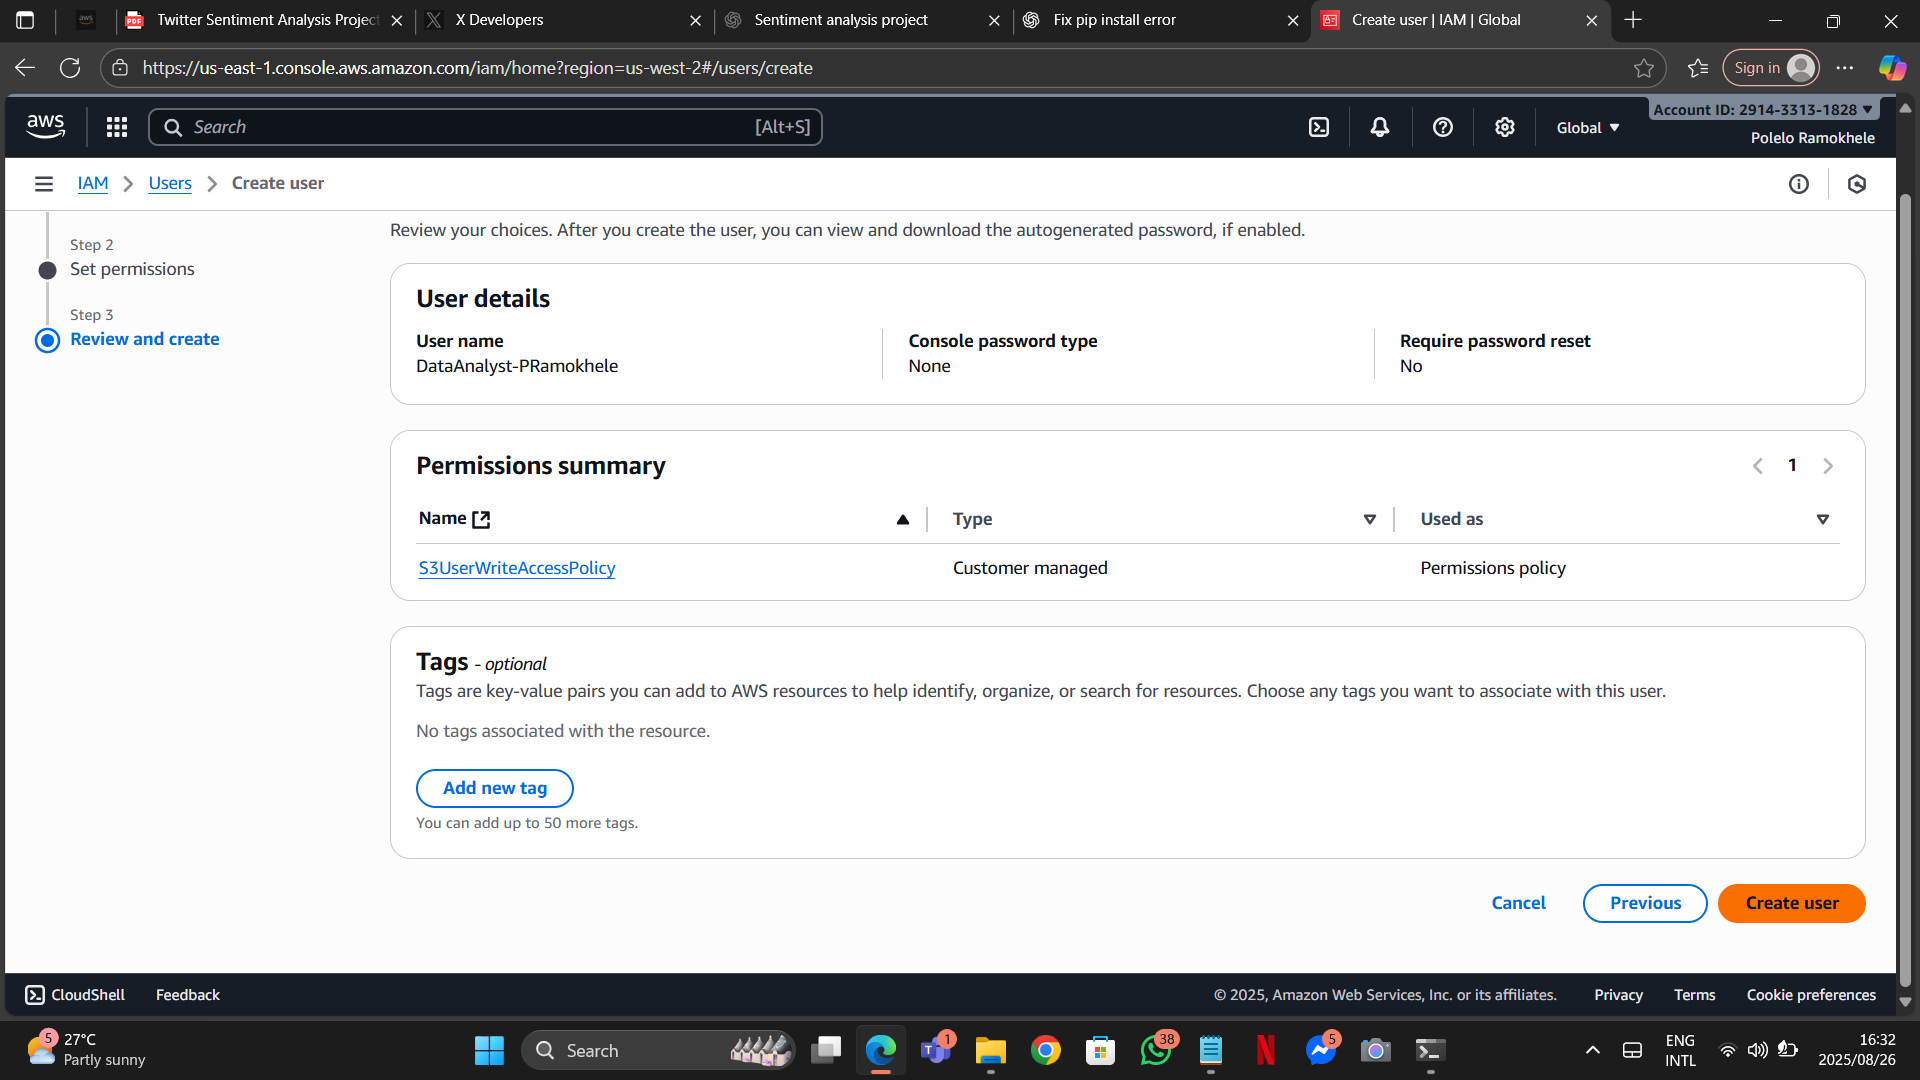 Twitter Sentiment Analysis Project
X Developers
Sentiment analysis project
Fix pip install error
Create user | IAM | Global
https://us-east-1.console.aws.amazon.com/iam/home?region=us-west-2#/users/create
Sign in
aws
Search
[Alt+S]
Global
Account ID: 2914-3313-1828
Polelo Ramokhele
IAM
Users
Create user
Step 2
Set permissions
Step 3
Review and create
Review your choices. After you create the user, you can view and download the autogenerated password, if enabled.
User details
User name
DataAnalyst-PRamokhele
Console password type
None
Require password reset
No
Permissions summary
1
Name
Type
Used as
S3UserWriteAccessPolicy
Customer managed
Permissions policy
Tags - optional
Tags are key-value pairs you can add to AWS resources to help identify, organize, or search for resources. Choose any tags you want to associate with this user.
No tags associated with the resource.
Add new tag
You can add up to 50 more tags.
Cancel
Previous
Create user
CloudShell
Feedback
© 2025, Amazon Web Services, Inc. or its affiliates.
Privacy
Terms
Cookie preferences
5
27°C
Partly sunny
Search
1
38
5
ENG
INTL
16:32
2025/08/26